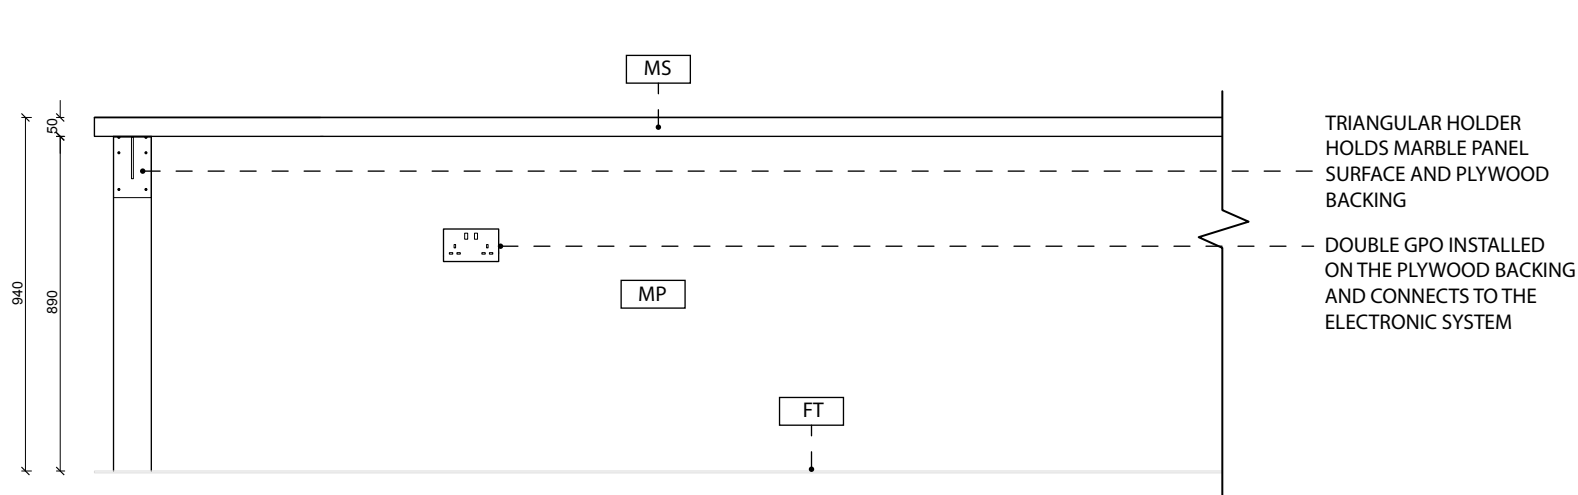 MS
50
TRIANGULAR HOLDER
HOLDS MARBLE PANEL
SURFACE AND PLYWOOD
BACKING
DOUBLE GPO INSTALLED
ON THE PLYWOOD BACKING
AND CONNECTS TO THE
ELECTRONIC SYSTEM
940
890
MP
FT